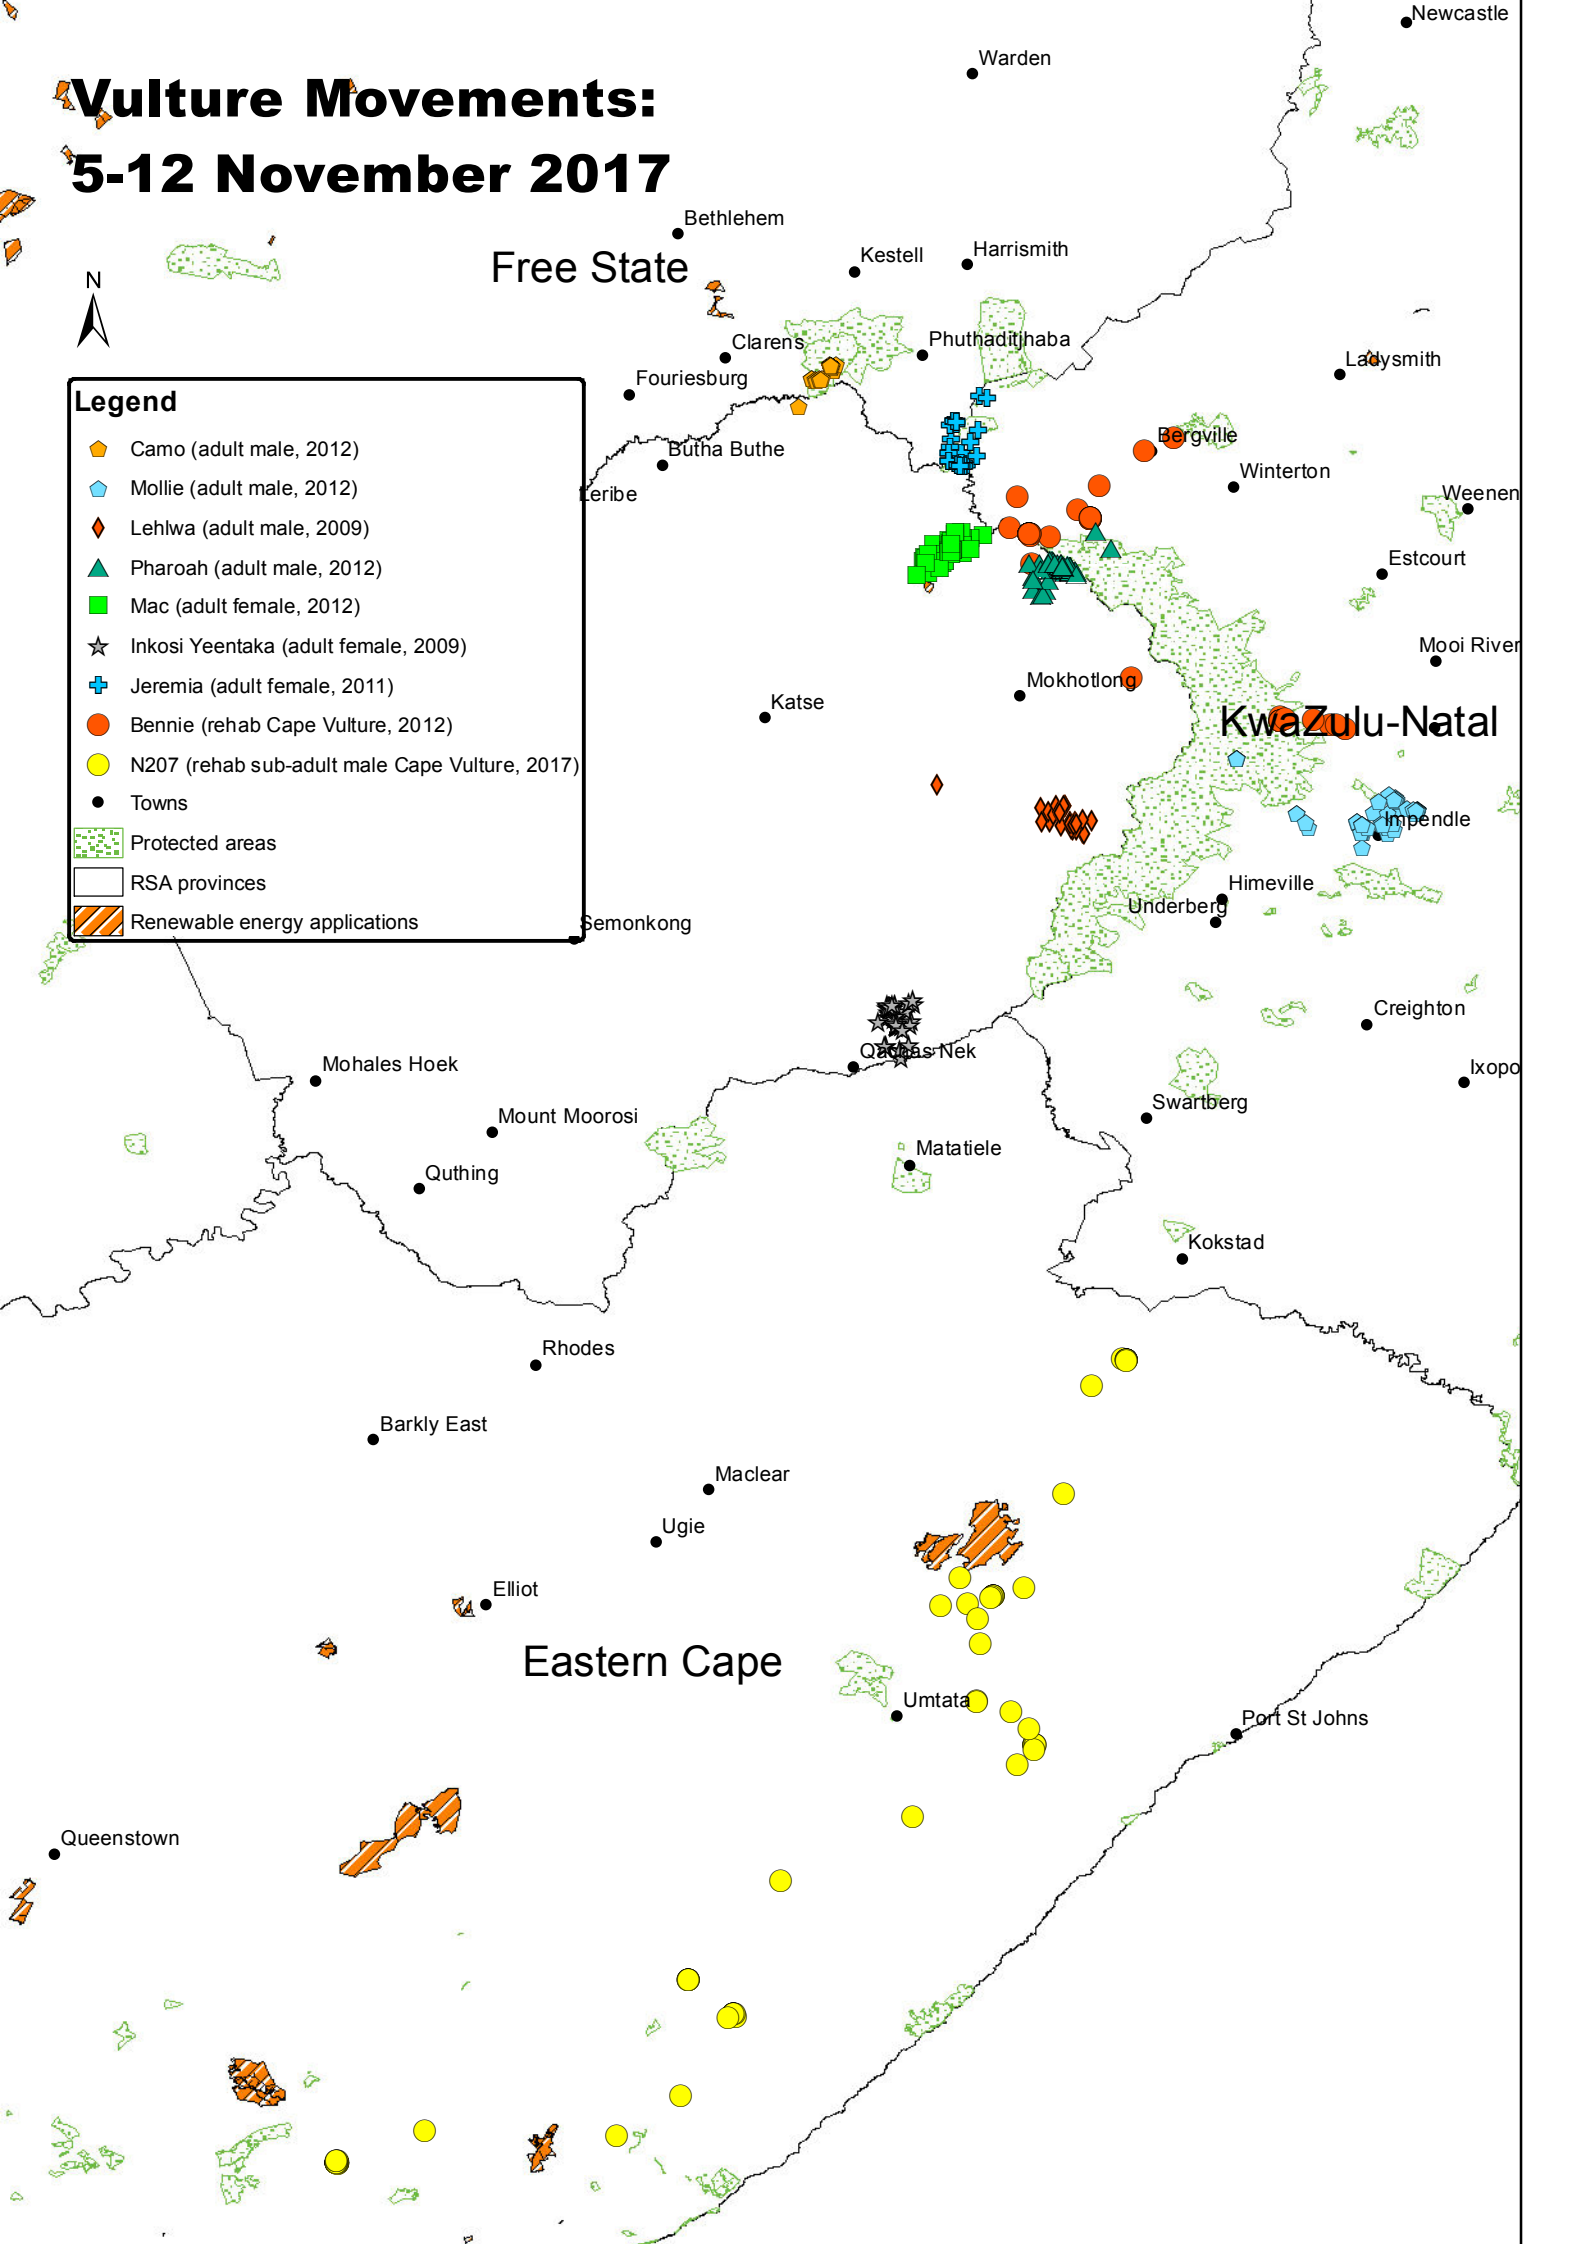 Newcastle
Warden
Vulture Movements:
5-12 November 2017
Bethlehem
Free State
Kestell
Harrismith
N
Clarens
Phuthaditjhaba
Ladysmith
Fouriesburg
Legend
Camo (adult male, 2012)
Mollie (adult male, 2012)
Lehlwa (adult male, 2009)
Pharoah (adult male, 2012)
Mac (adult female, 2012)
Inkosi Yeentaka (adult female, 2009)
Jeremia (adult female, 2011)
Bennie (rehab Cape Vulture, 2012)
N207 (rehab sub-adult male Cape Vulture, 2017)
Towns
Protected areas
RSA provinces
Renewable energy applications
Butha Buthe
Leribe
Bergville
Winterton
Weenen
Estcourt
Mooi River
Mokhotlong
Katse
KwaZulu-Natal
Impendle
Himeville
Underberg
Semonkong
Creighton
Qachas Nek
Mohales Hoek
Ixopo
Swartberg
Mount Moorosi
Matatiele
Quthing
Kokstad
Rhodes
Barkly East
Maclear
Ugie
Elliot
Eastern Cape
Umtata
Port St Johns
Queenstown